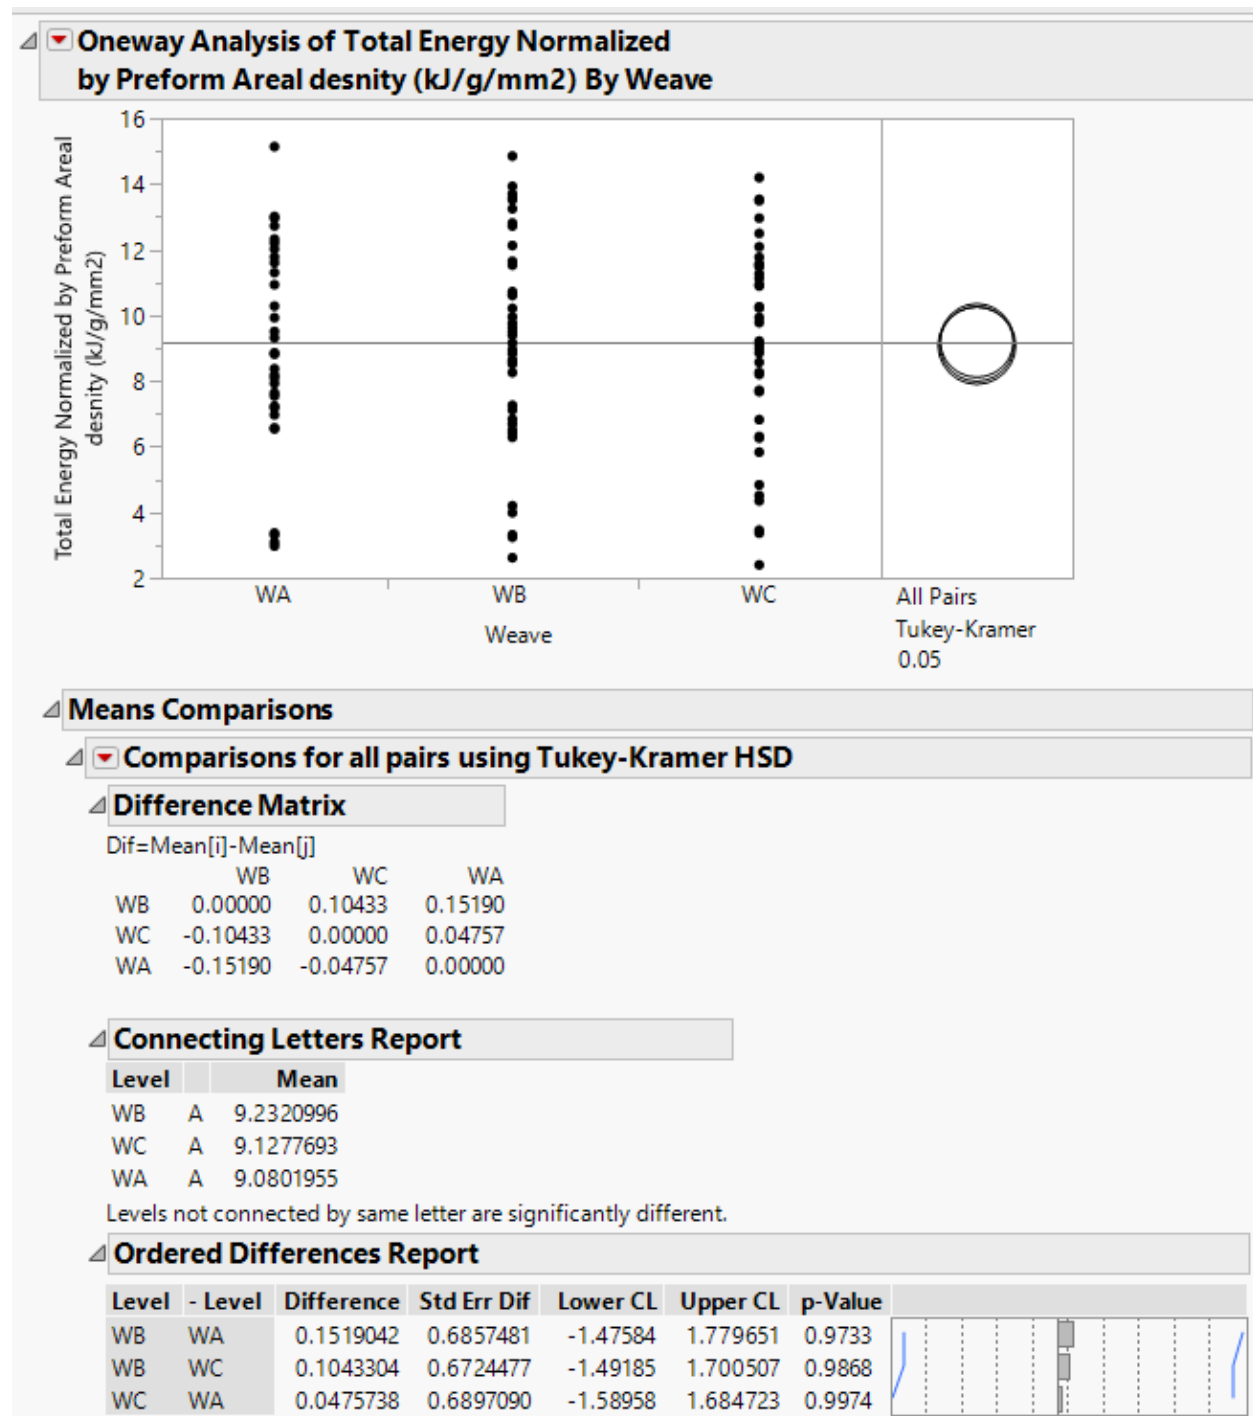 Oneway Analysis of Total Energy Normalized
by Preform Areal desnity (kJ/g/mm2) By Weave
Total Energy Normalized by Preform Areal
desnity (kJ/g/mm2)
16
14
12
10
8
6
4
2
WA WB WC
Weave
All Pairs
Tukey-Kramer
0.05
Means Comparisons
Comparisons for all pairs using Tukey-Kramer HSD
Difference Matrix
Dif=Mean[i]-Mean[j]
WB WC WA
WB 0.00000 0.10433 0.15190
WC -0.10433 0.00000 0.04757
WA -0.15190 -0.04757 0.00000
Connecting Letters Report
Level Mean
WB A 9.2320996
WC A 9.1277693
WA A 9.0801955
Levels not connected by same letter are significantly different.
Ordered Differences Report
Level - Level Difference Std Err Dif Lower CL Upper CL p-Value
WB WA 0.1519042 0.6857481 -1.47584 1.779651 0.9733
WB WC 0.1043304 0.6724477 -1.49185 1.700507 0.9868
WC WA 0.0475738 0.6897090 -1.58958 1.684723 0.9974